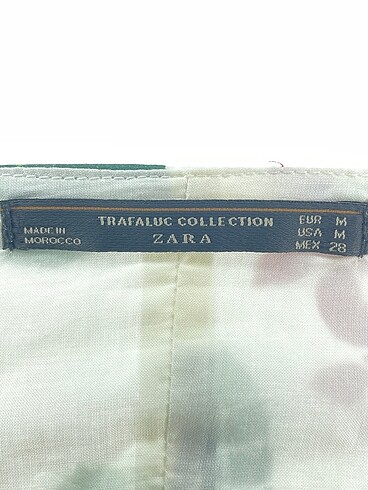 TRAFALUC COLLECTION
ZARA
MADE IN
MOROCCO
EUR M
USA M
MEX 28